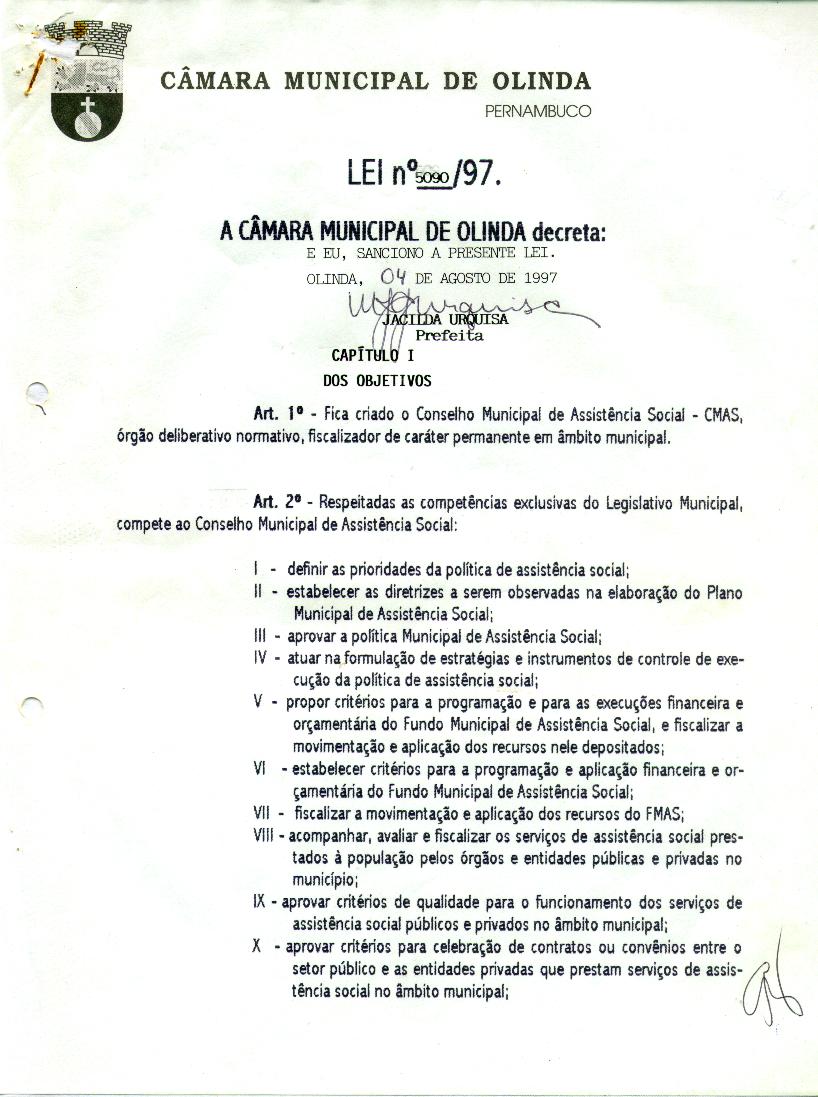 CÂMARA MUNICIPAL DE OLINDA
PERNAMBUCO
LEI nº 5090/97.
A CÂMARA MUNICIPAL DE OLINDA decreta:
E EU, SANCIONO A PRESENTE LEI.
OLINDA, 04 DE AGOSTO DE 1997
JACILDA URQUISA
Prefeita
CAPÍTULO I
DOS OBJETIVOS
Art. 1º - Fica criado o Conselho Municipal de Assistência Social - CMAS,
órgão deliberativo normativo, fiscalizador de caráter permanente em âmbito municipal.
Art. 2º - Respeitadas as competências exclusivas do Legislativo Municipal,
compete ao Conselho Municipal de Assistência Social:
I - definir as prioridades da política de assistência social;
II - estabelecer as diretrizes a serem observadas na elaboração do Plano
Municipal de Assistência Social;
III - aprovar a política Municipal de Assistência Social;
IV - atuar na formulação de estratégias e instrumentos de controle de exe-
cução da política de assistência social;
V - propor critérios para a programação e para as execuções financeira e
orçamentária do Fundo Municipal de Assistência Social, e fiscalizar a
movimentação e aplicação dos recursos nele depositados;
VI - estabelecer critérios para a programação e aplicação financeira e or-
çamentária do Fundo Municipal de Assistência Social;
VII - fiscalizar a movimentação e aplicação dos recursos do FMAS;
VIII - acompanhar, avaliar e fiscalizar os serviços de assistência social pres-
tados à população pelos órgãos e entidades públicas e privadas no
município;
IX - aprovar critérios de qualidade para o funcionamento dos serviços de
assistência social públicos e privados no âmbito municipal;
X - aprovar critérios para celebração de contratos ou convênios entre o
setor público e as entidades privadas que prestam serviços de assis-
tência social no âmbito municipal;